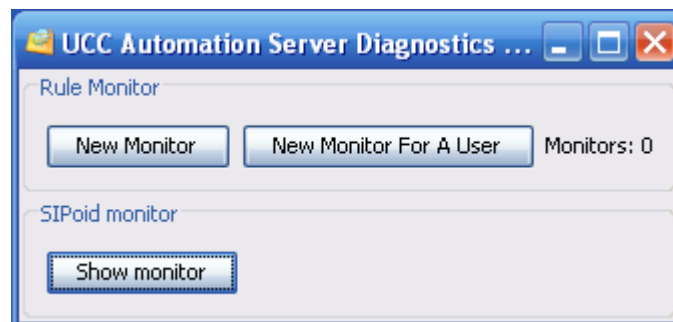 UCC Automation Server Diagnostics ...
Rule Monitor
New Monitor New Monitor For A User Monitors: 0
SIPoid monitor
Show monitor